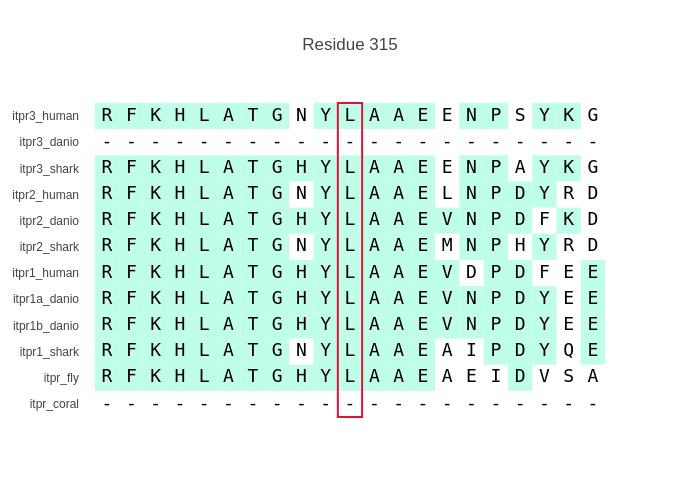 Residue 315
itpr3_human R F K H L A T G N Y L A A E E N P S Y K G
itpr3_danio - - - - - - - - - - - - - - - - - - - - -
itpr3_shark R F K H L A T G H Y L A A E E N P A Y K G
itpr2_human R F K H L A T G N Y L A A E L N P D Y R D
itpr2_danio R F K H L A T G H Y L A A E V N P D F K D
itpr2_shark R F K H L A T G N Y L A A E M N P H Y R D
itpr1_human R F K H L A T G H Y L A A E V D P D F E E
itpr1a_danio R F K H L A T G H Y L A A E V N P D Y E E
itpr1b_danio R F K H L A T G H Y L A A E V N P D Y E E
itpr1_shark R F K H L A T G N Y L A A E A I P D Y Q E
itpr_fly R F K H L A T G H Y L A A E A E I D V S A
itpr_coral - - - - - - - - - - - - - - - - - - - - -